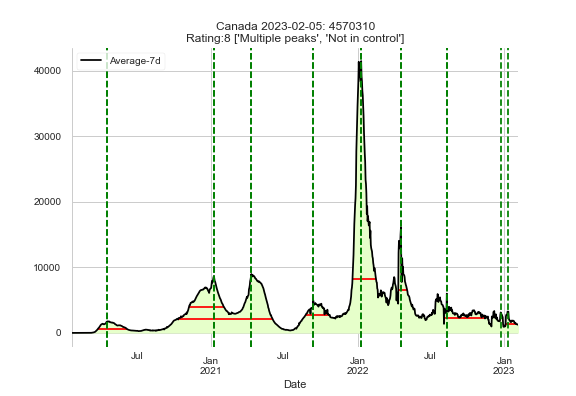 Canada 2023-02-05: 4570310
Rating:8 ['Multiple peaks', 'Not in control']
Average-7d
40000
30000
20000
10000
0
Jul
Jan
2021
Jul
Jan
2022
Jul
Jan
2023
Date